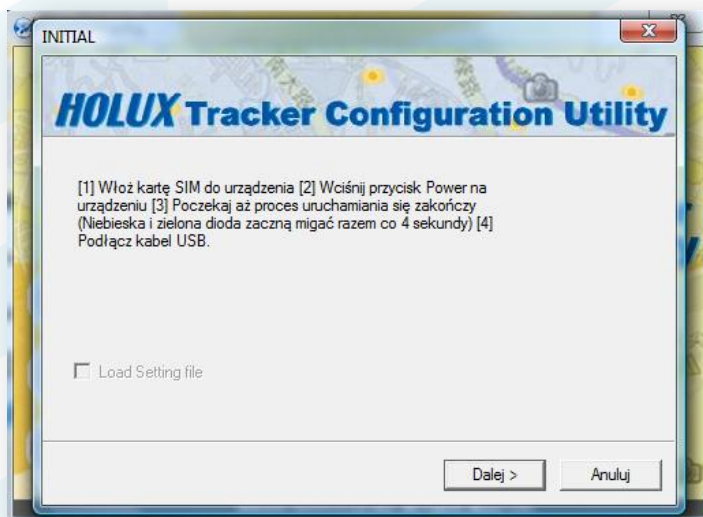 INITIAL
HOLUX Tracker Configuration Utility
[1] Włoż kartę SIM do urządzenia [2] Wciśnij przycisk Power na
urządzeniu [3] Poczekaj aż proces uruchamiania się zakończy
(Niebieska i zielona dioda zaczną migać razem co 4 sekundy) [4]
Podłącz kabel USB.
Load Setting file
Dalej >
Anuluj